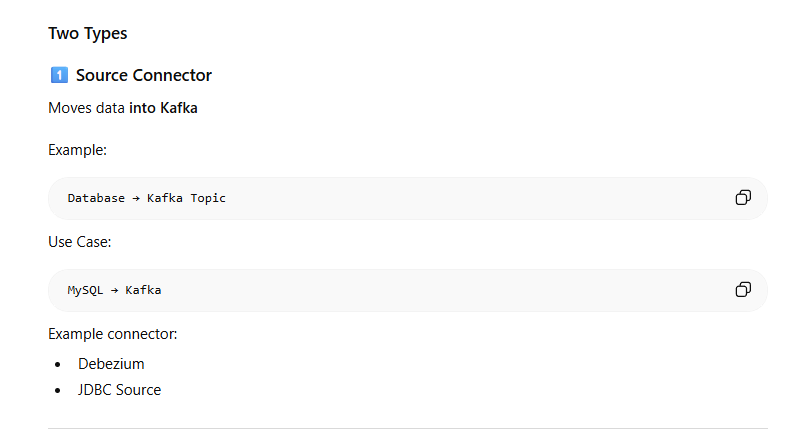 Two Types
1️⃣ Source Connector
Moves data into Kafka
Example:
Database → Kafka Topic
Use Case:
MySQL → Kafka
Example connector:
• Debezium
• JDBC Source